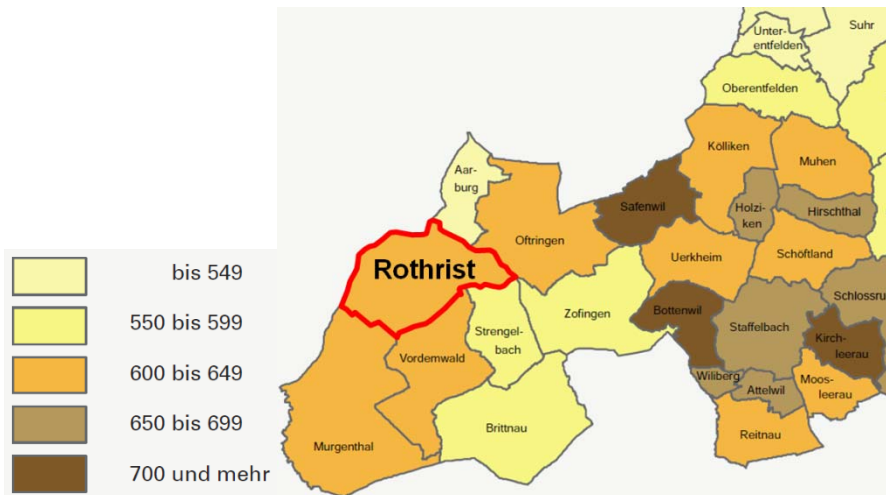 Suhr
Unter-
entfelden
Oberentfelden
Kölliken
Muhen
Aar-
burg
Safenwil
Holzi-
ken
Hirschthal
Oftringen
Rothrist
Uerkheim
Schöftland
bis 549
550 bis 599
600 bis 649
650 bis 699
700 und mehr
Schlossru
Bottenwil
Zofingen
Staffelbach
Strengel-
bach
Kirch-
leerau
Vordemwald
Wiliberg
Attelwil
Moos-
leerau
Brittnau
Reitnau
Murgenthal